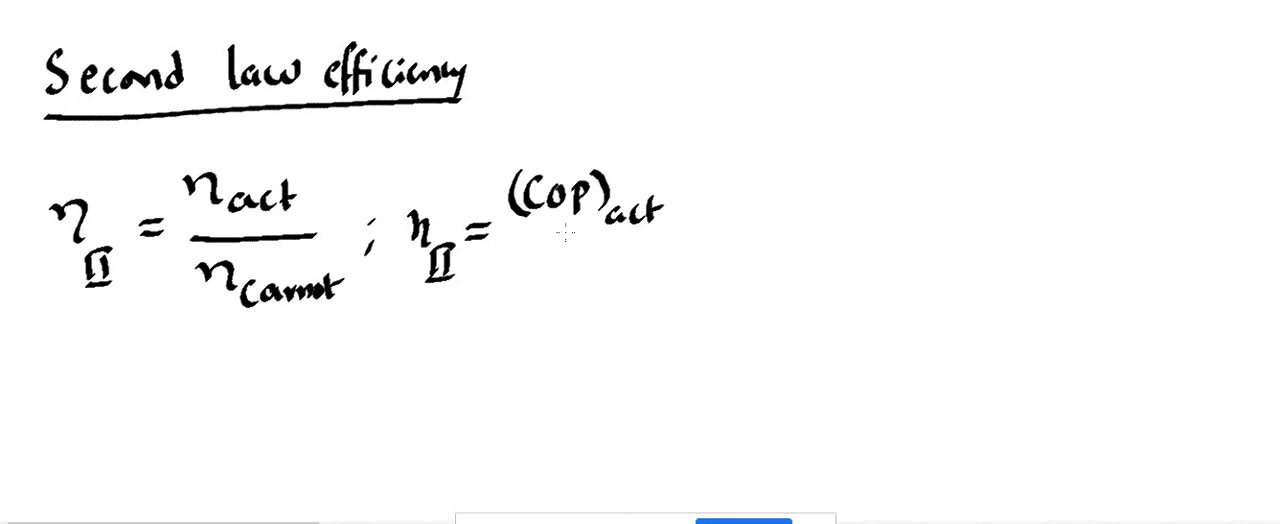 Second law efficiency
η_II = η_act / η_Carnot ; η_II = (COP)_act